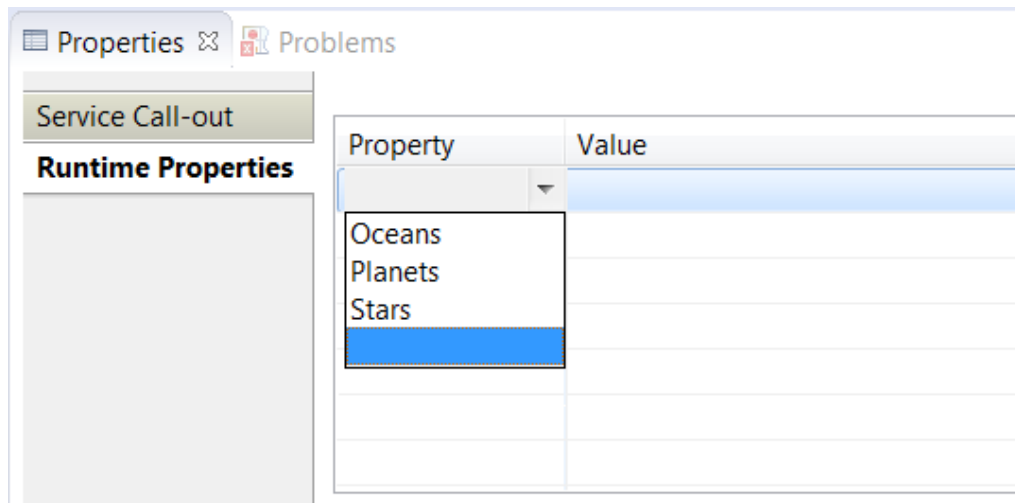 Properties Problems
Service Call-out
Runtime Properties
Property Value
Oceans
Planets
Stars